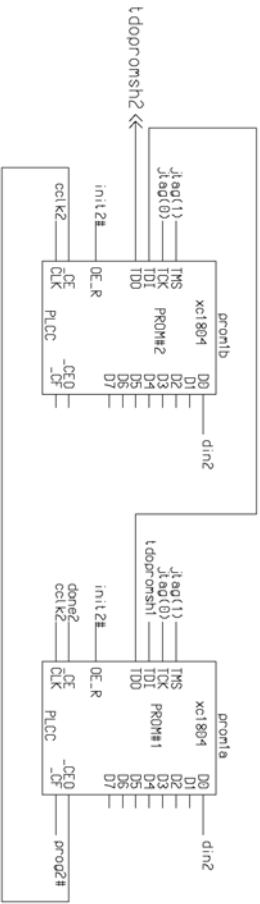 tdopromsh2
prom1b
xc1804
PROM#2
PLCC
jtag(1)
jtag(0)
init2#
cclk2
TMS
TCK
TDI
TDO
OE_R
_CE
CLK
D0
D1
D2
D3
D4
D5
D6
D7
_CEO
_CF
din2
prom1a
xc1804
PROM#1
PLCC
jtag(1)
jtag(0)
tdopromsh1
init2#
done2
cclk2
TMS
TCK
TDI
TDO
OE_R
_CE
CLK
D0
D1
D2
D3
D4
D5
D6
D7
_CEO
_CF
din2
prog2#